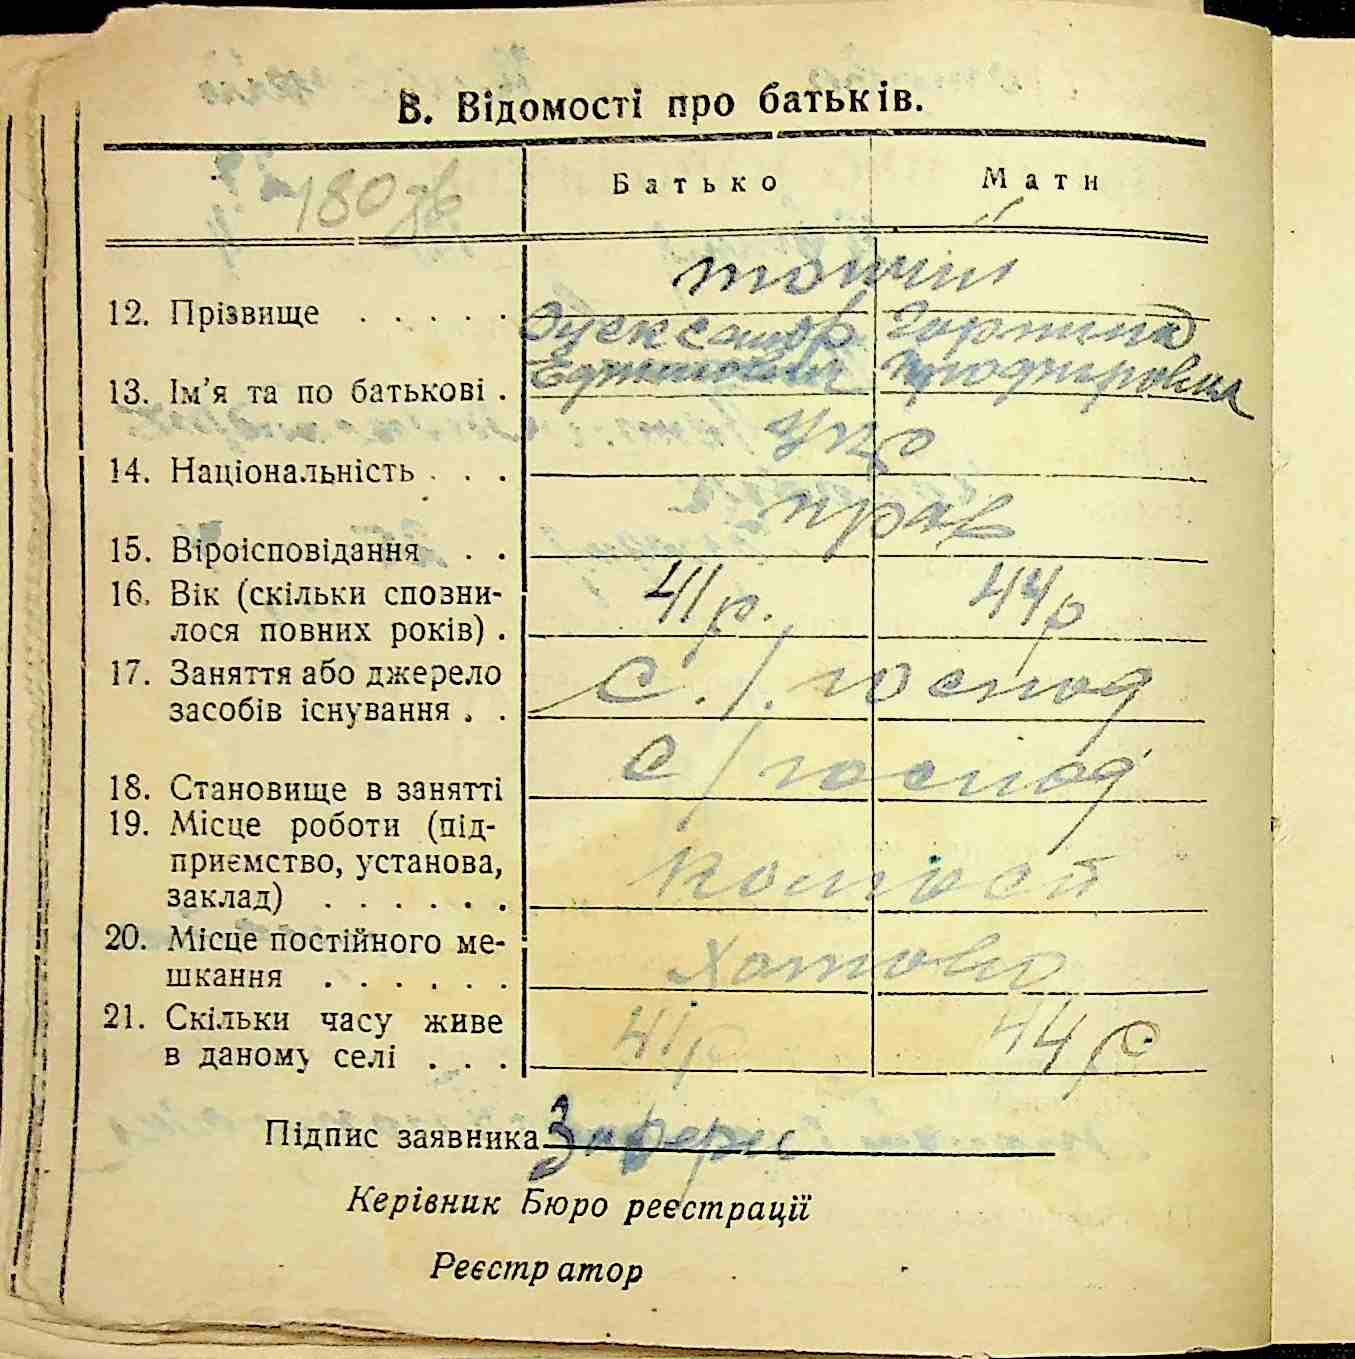 В. Відомості про батьків.
180
Батько Мати
12. Прізвище . . . . .
Олександр Горпина
13. Ім'я та по батькові .
укр
14. Національність . . .
прав
15. Віроісповідання . .
16. Вік (скільки спозни-
лося повних років) . 41 р. 44 р
17. Заняття або джерело
засобів існування . . с./.господ
18. Становище в занятті с/господ
19. Місце роботи (під-
приємство, установа,
заклад) . . . . . .
20. Місце постійного ме-
шкання . . . . . . Хотово
21. Скільки часу живе
в даному селі . . . 41 р 44 р
Підпис заявника
Керівник Бюро реєстрації
Реєстратор